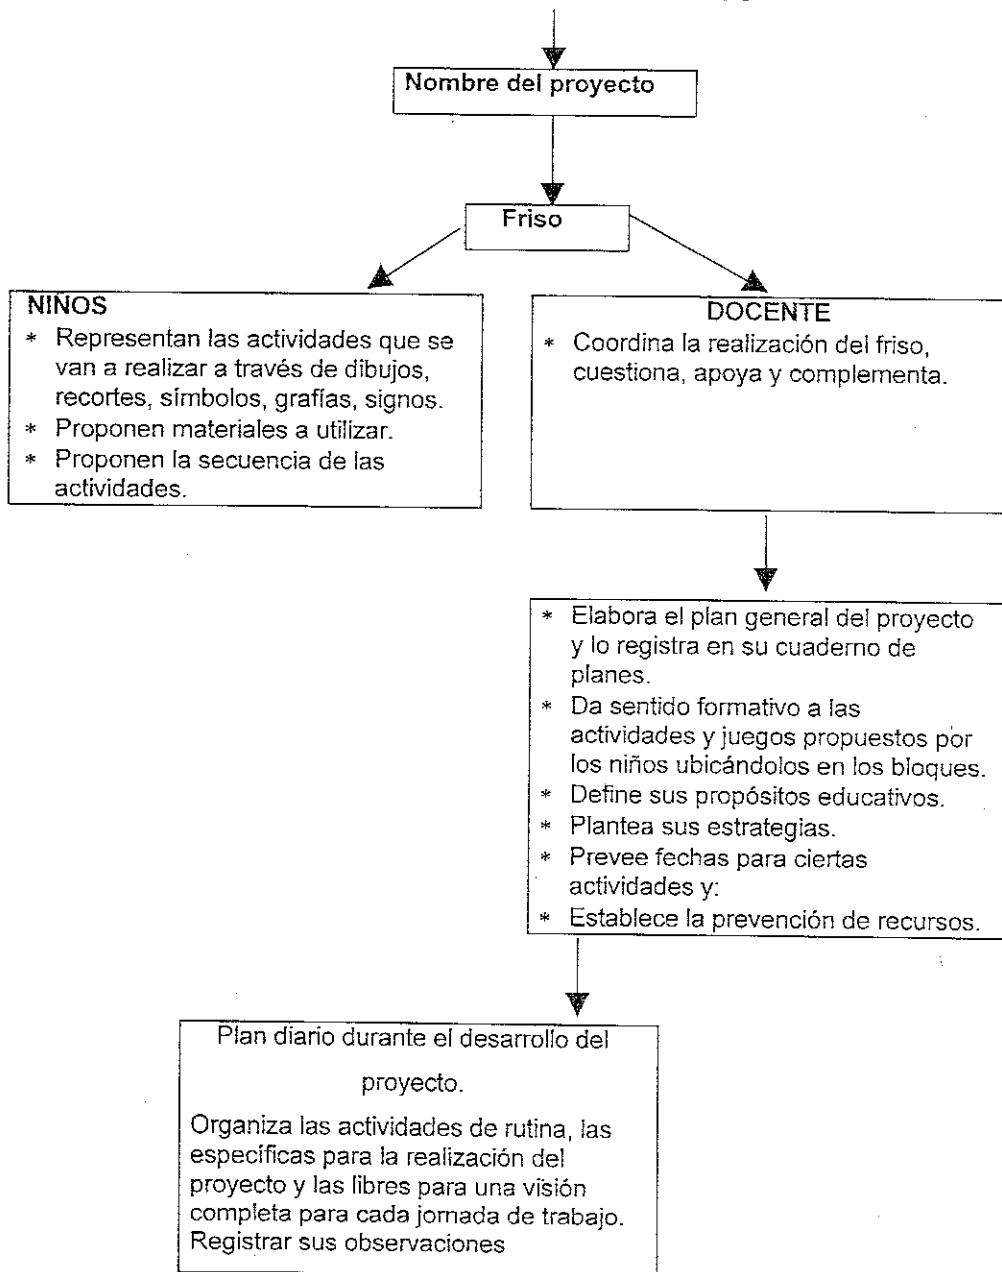 Nombre del proyecto
Friso
NIÑOS
* Representan las actividades que se
van a realizar a través de dibujos,
recortes, símbolos, grafías, signos.
* Proponen materiales a utilizar.
* Proponen la secuencia de las
actividades.
DOCENTE
* Coordina la realización del friso,
cuestiona, apoya y complementa.
* Elabora el plan general del proyecto
y lo registra en su cuaderno de
planes.
* Da sentido formativo a las
actividades y juegos propuestos por
los niños ubicándolos en los bloques.
* Define sus propósitos educativos.
* Plantea sus estrategias.
* Prevee fechas para ciertas
actividades y:
* Establece la prevención de recursos.
Plan diario durante el desarrollo del
proyecto.
Organiza las actividades de rutina, las
específicas para la realización del
proyecto y las libres para una visión
completa para cada jornada de trabajo.
Registrar sus observaciones